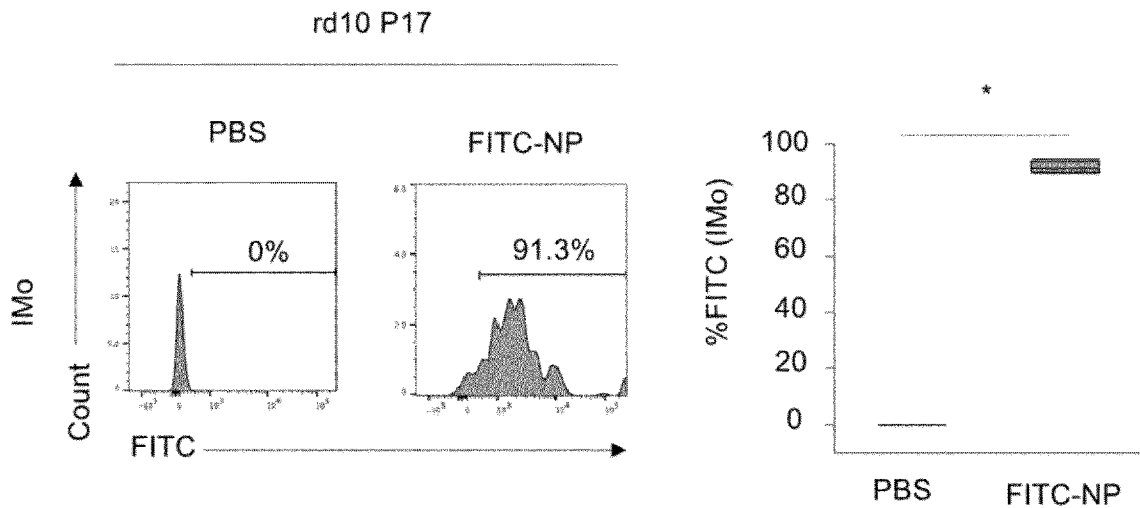 rd10 P17
PBS
FITC-NP
0%
91.3%
IMo
Count
FITC
*
%FITC (IMo)
100
80
60
40
20
0
PBS
FITC-NP